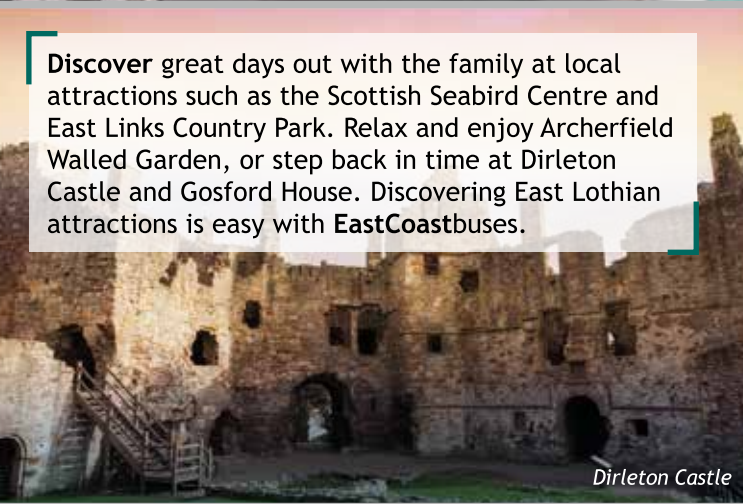 Discover great days out with the family at local
attractions such as the Scottish Seabird Centre and
East Links Country Park. Relax and enjoy Archerfield
Walled Garden, or step back in time at Dirleton
Castle and Gosford House. Discovering East Lothian
attractions is easy with EastCoastbuses.
Dirleton Castle